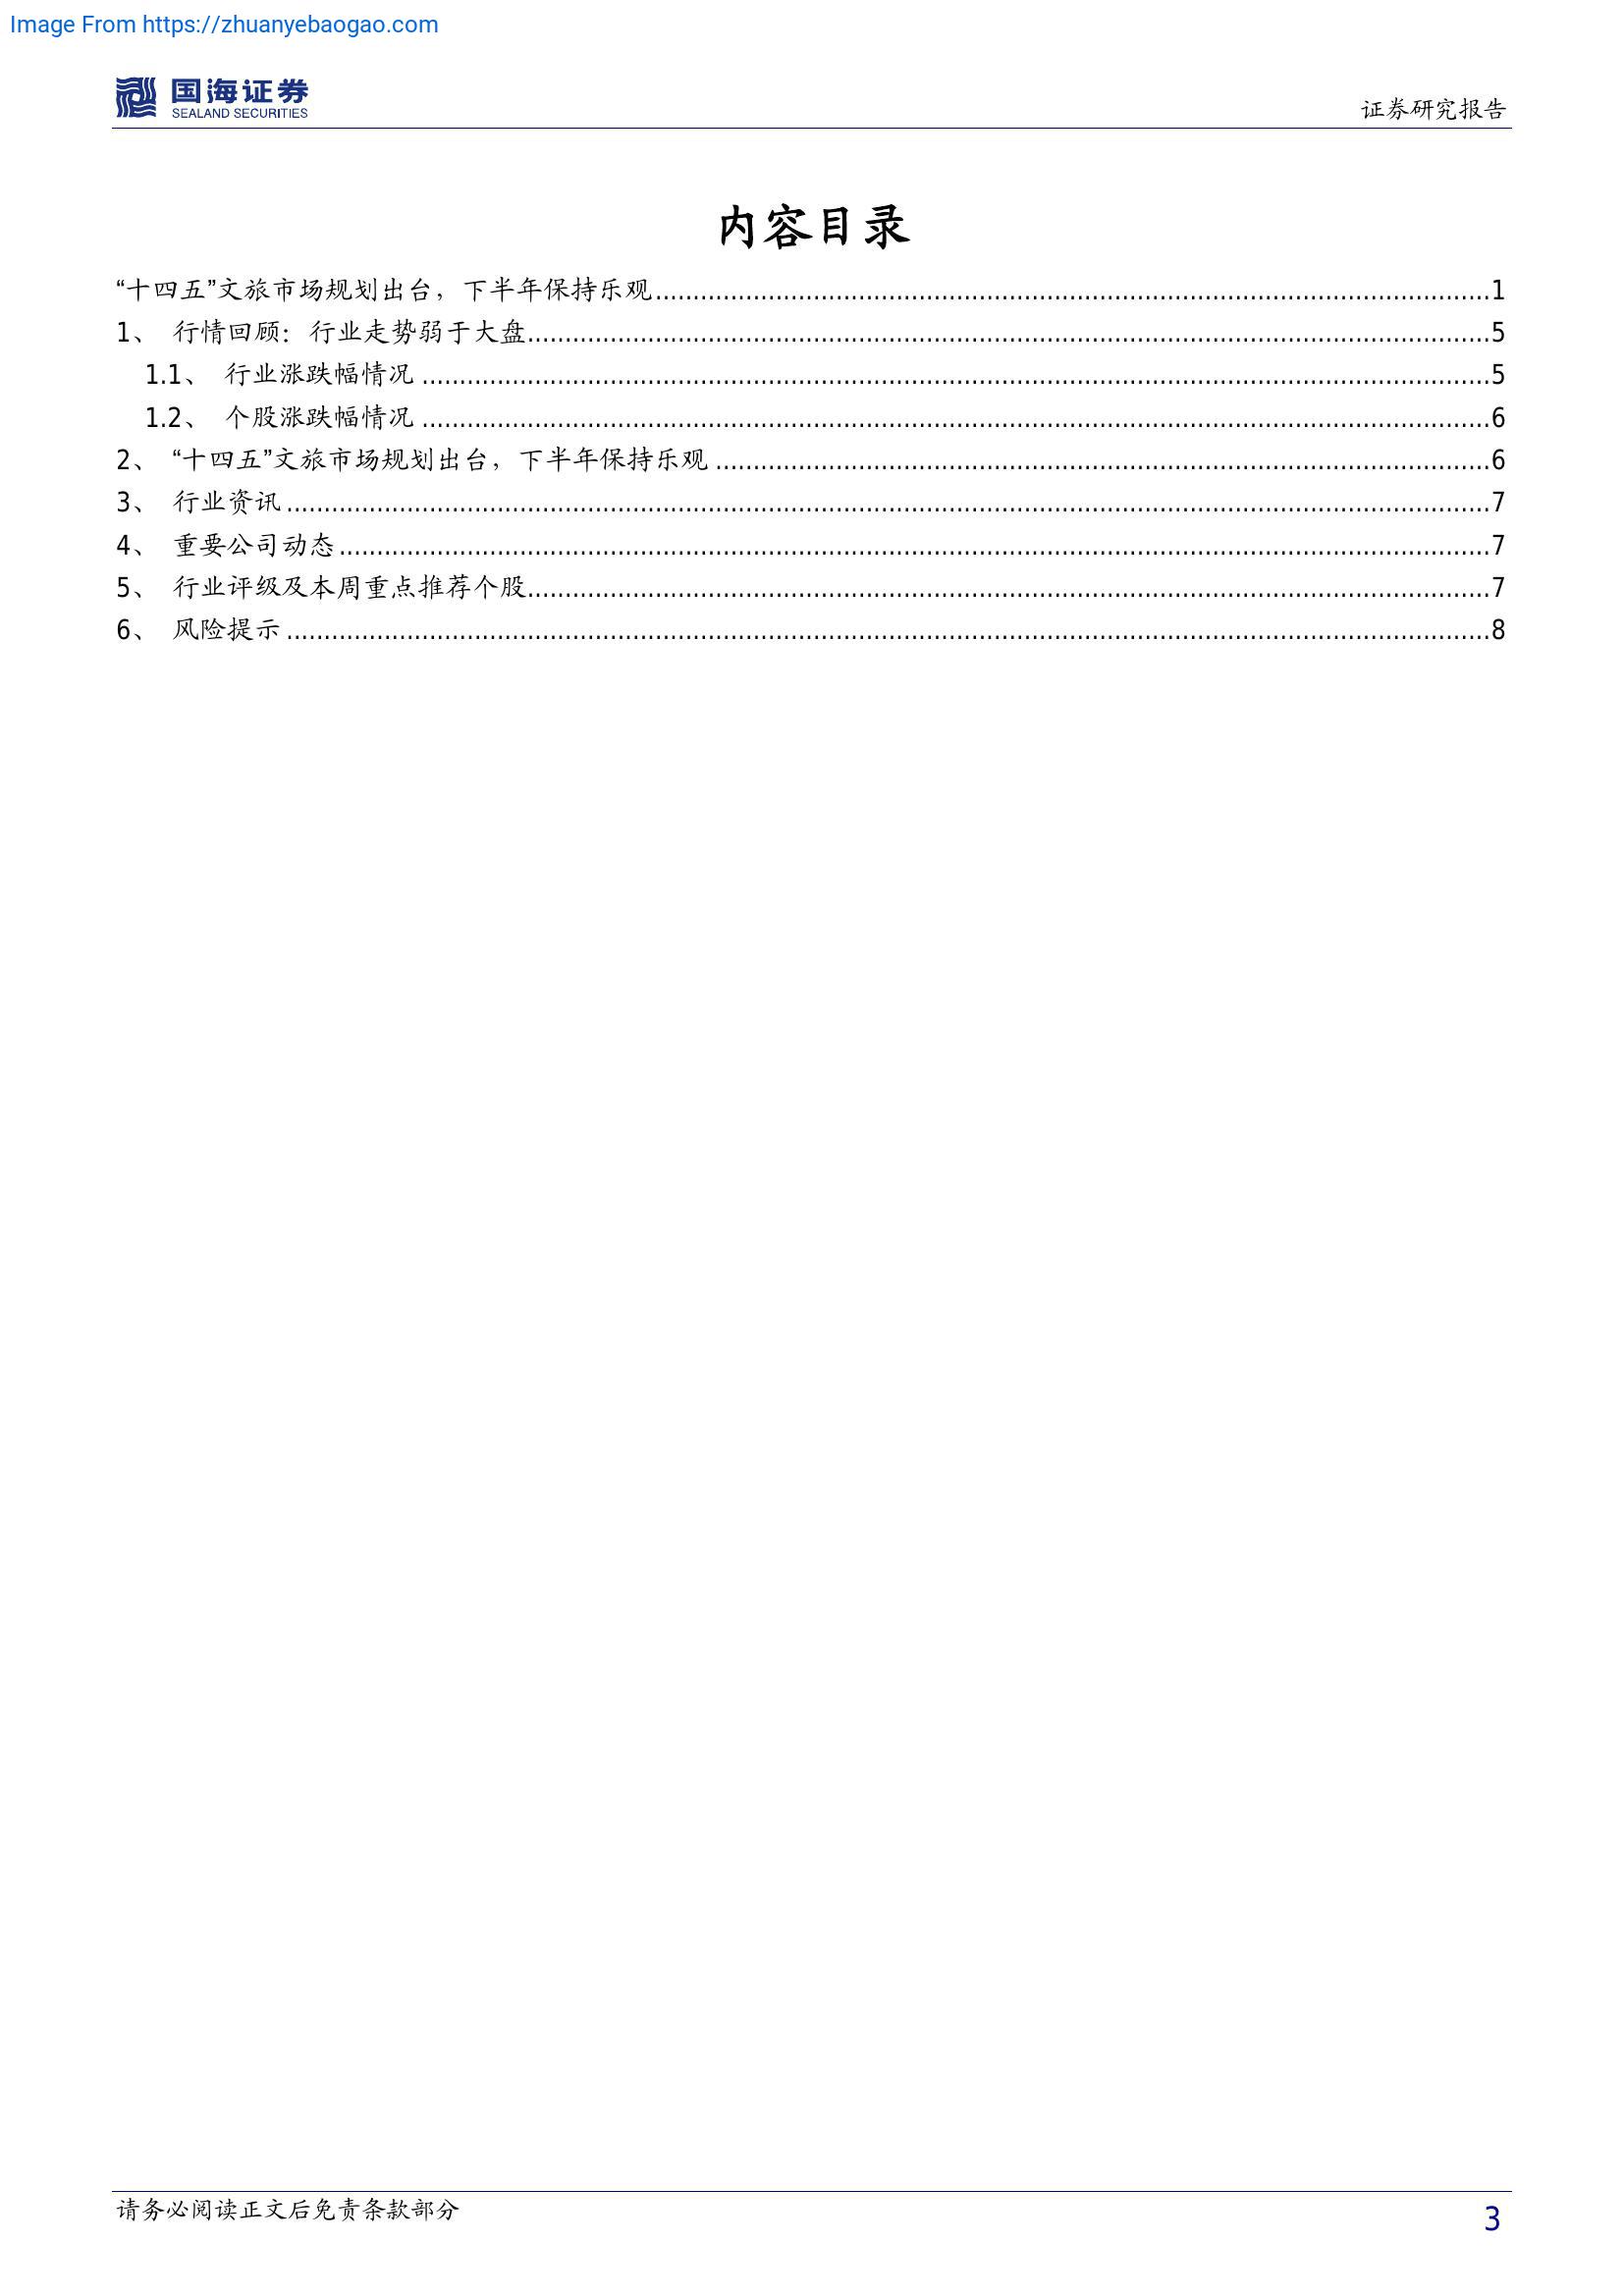 Image From https://zhuanyebaogao.com
国海证券
SEALAND SECURITIES
证券研究报告
内容目录
“十四五”文旅市场规划出台，下半年保持乐观........................................1
1、 行情回顾：行业走势弱于大盘........................................5
1.1、 行业涨跌幅情况........................................5
1.2、 个股涨跌幅情况........................................6
2、 “十四五”文旅市场规划出台，下半年保持乐观........................................6
3、 行业资讯........................................7
4、 重要公司动态........................................7
5、 行业评级及本周重点推荐个股........................................7
6、 风险提示........................................8
请务必阅读正文后免责条款部分
3